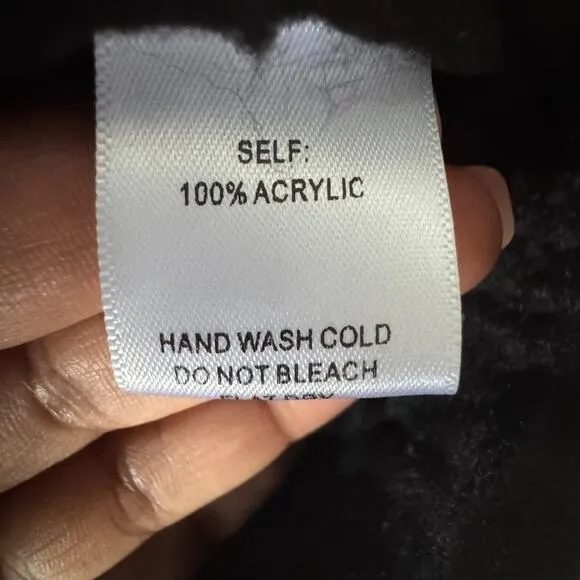 SELF:
100% ACRYLIC
HAND WASH COLD
DO NOT BLEACH